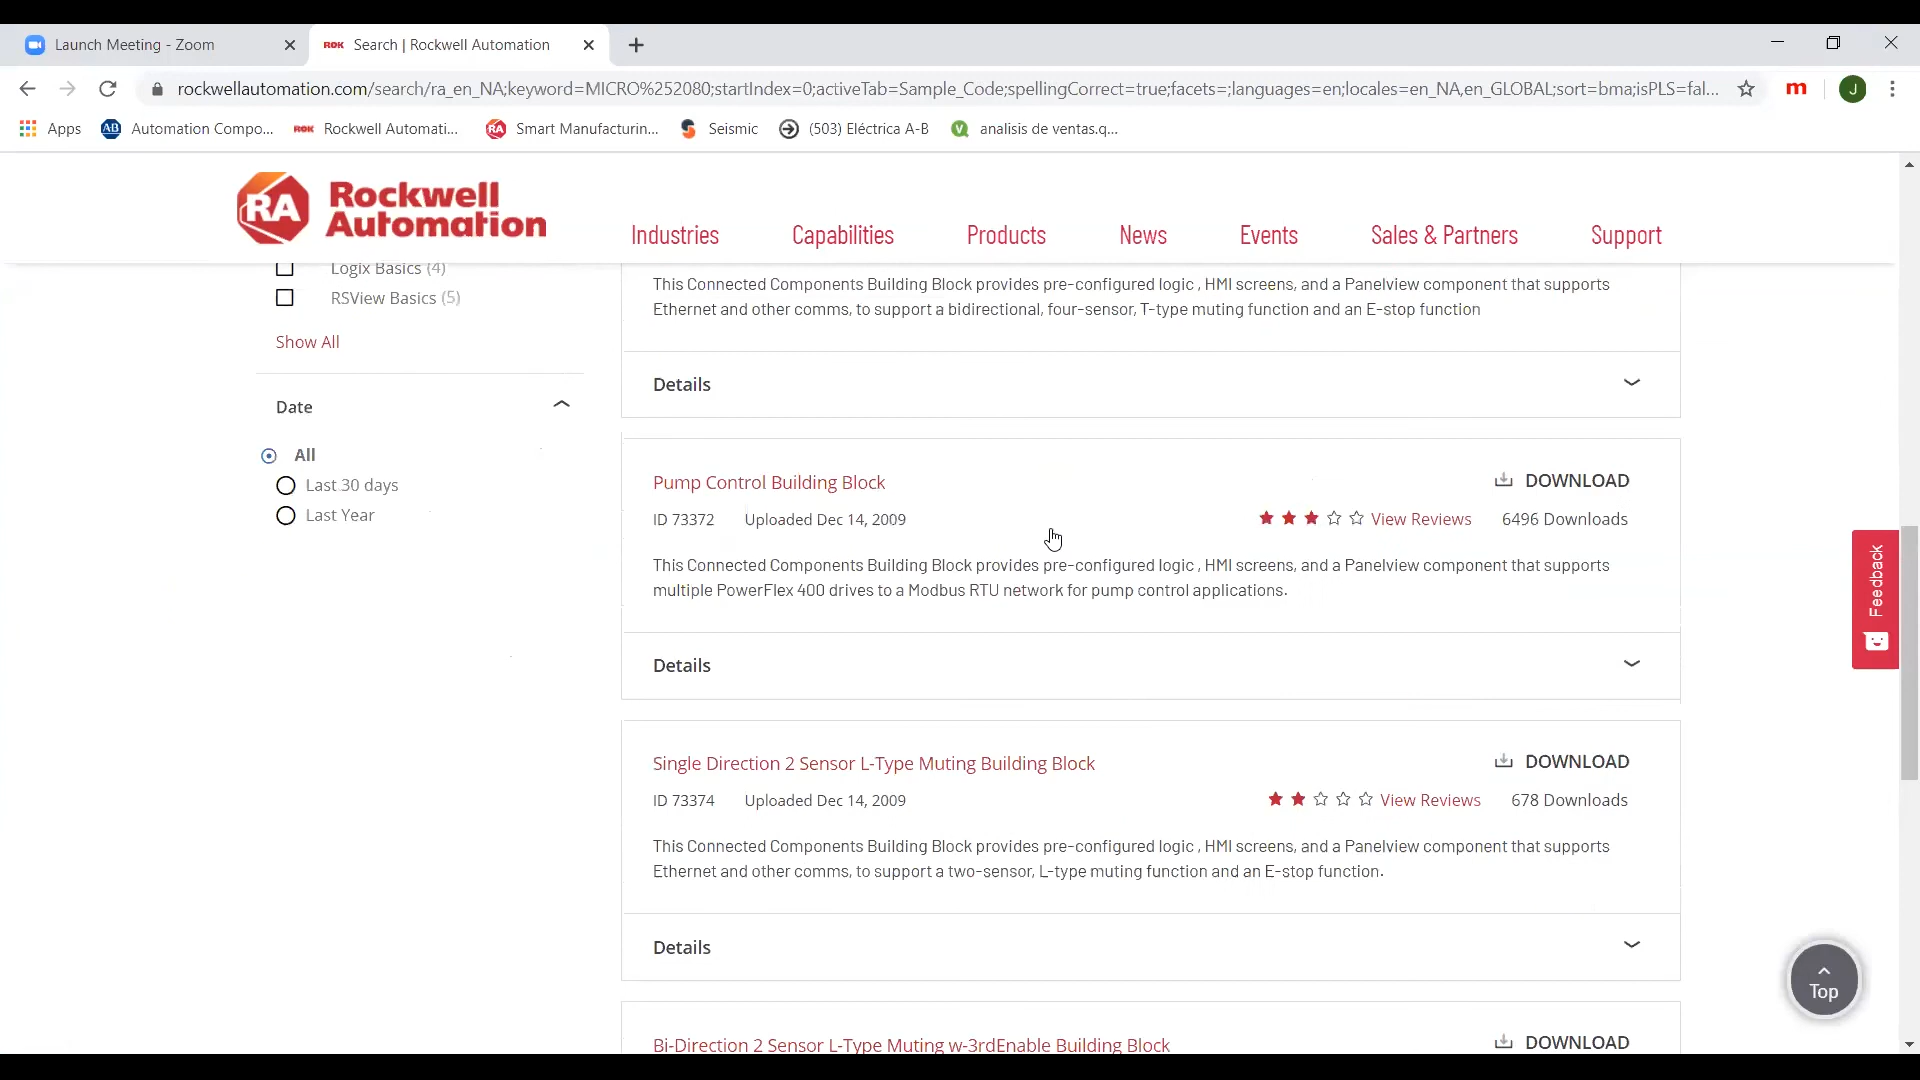 Launch Meeting - Zoom
ROK Search | Rockwell Automation
rockwellautomation.com/search/ra_en_NA;keyword=MICRO%252080;startIndex=0;activeTab=Sample_Code;spellingCorrect=true;facets=;languages=en;locales=en_NA,en_GLOBAL;sort=bma;isPLS=fal...
m
J
Apps
AB Automation Compo...
ROK Rockwell Automati...
RA Smart Manufacturin...
Seismic
(503) Eléctrica A-B
analisis de ventas.q...
RA Rockwell Automation
Industries
Capabilities
Products
News
Events
Sales & Partners
Support
Logix Basics (4)
RSView Basics (5)
Show All
Date
All
Last 30 days
Last Year
This Connected Components Building Block provides pre-configured logic , HMI screens, and a Panelview component that supports
Ethernet and other comms, to support a bidirectional, four-sensor, T-type muting function and an E-stop function
Details
Pump Control Building Block
DOWNLOAD
ID 73372 Uploaded Dec 14, 2009
View Reviews 6496 Downloads
This Connected Components Building Block provides pre-configured logic , HMI screens, and a Panelview component that supports
multiple PowerFlex 400 drives to a Modbus RTU network for pump control applications.
Details
Single Direction 2 Sensor L-Type Muting Building Block
DOWNLOAD
ID 73374 Uploaded Dec 14, 2009
View Reviews 678 Downloads
This Connected Components Building Block provides pre-configured logic , HMI screens, and a Panelview component that supports
Ethernet and other comms, to support a two-sensor, L-type muting function and an E-stop function.
Details
Bi-Direction 2 Sensor L-Type Muting w-3rdEnable Building Block
DOWNLOAD
Feedback
Top